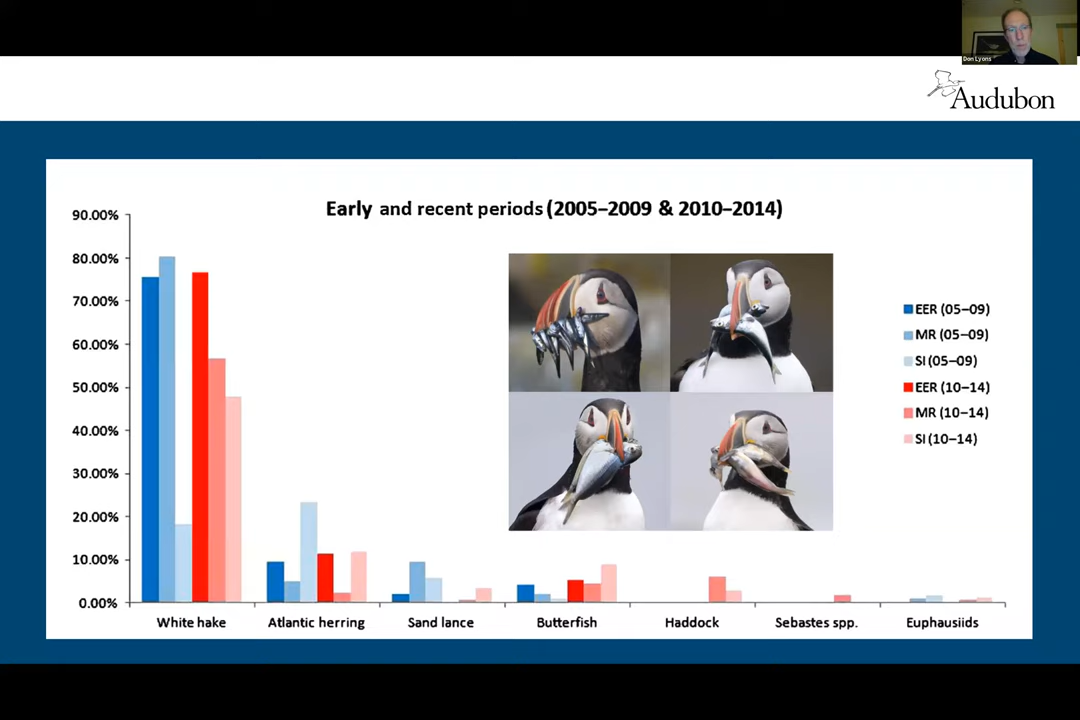 Don Lyons
Audubon
Early and recent periods (2005–2009 & 2010–2014)
90.00%
80.00%
70.00%
60.00%
50.00%
40.00%
30.00%
20.00%
10.00%
0.00%
EER (05–09)
MR (05–09)
SI (05–09)
EER (10–14)
MR (10–14)
SI (10–14)
White hake Atlantic herring Sand lance Butterfish Haddock Sebastes spp. Euphausiids